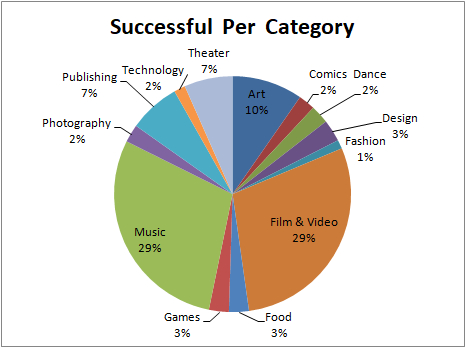 Successful Per Category
Theater
7%
Technology
2%
Publishing
7%
Photography
2%
Art
10%
Comics
2%
Dance
2%
Design
3%
Fashion
1%
Film & Video
29%
Music
29%
Games
3%
Food
3%